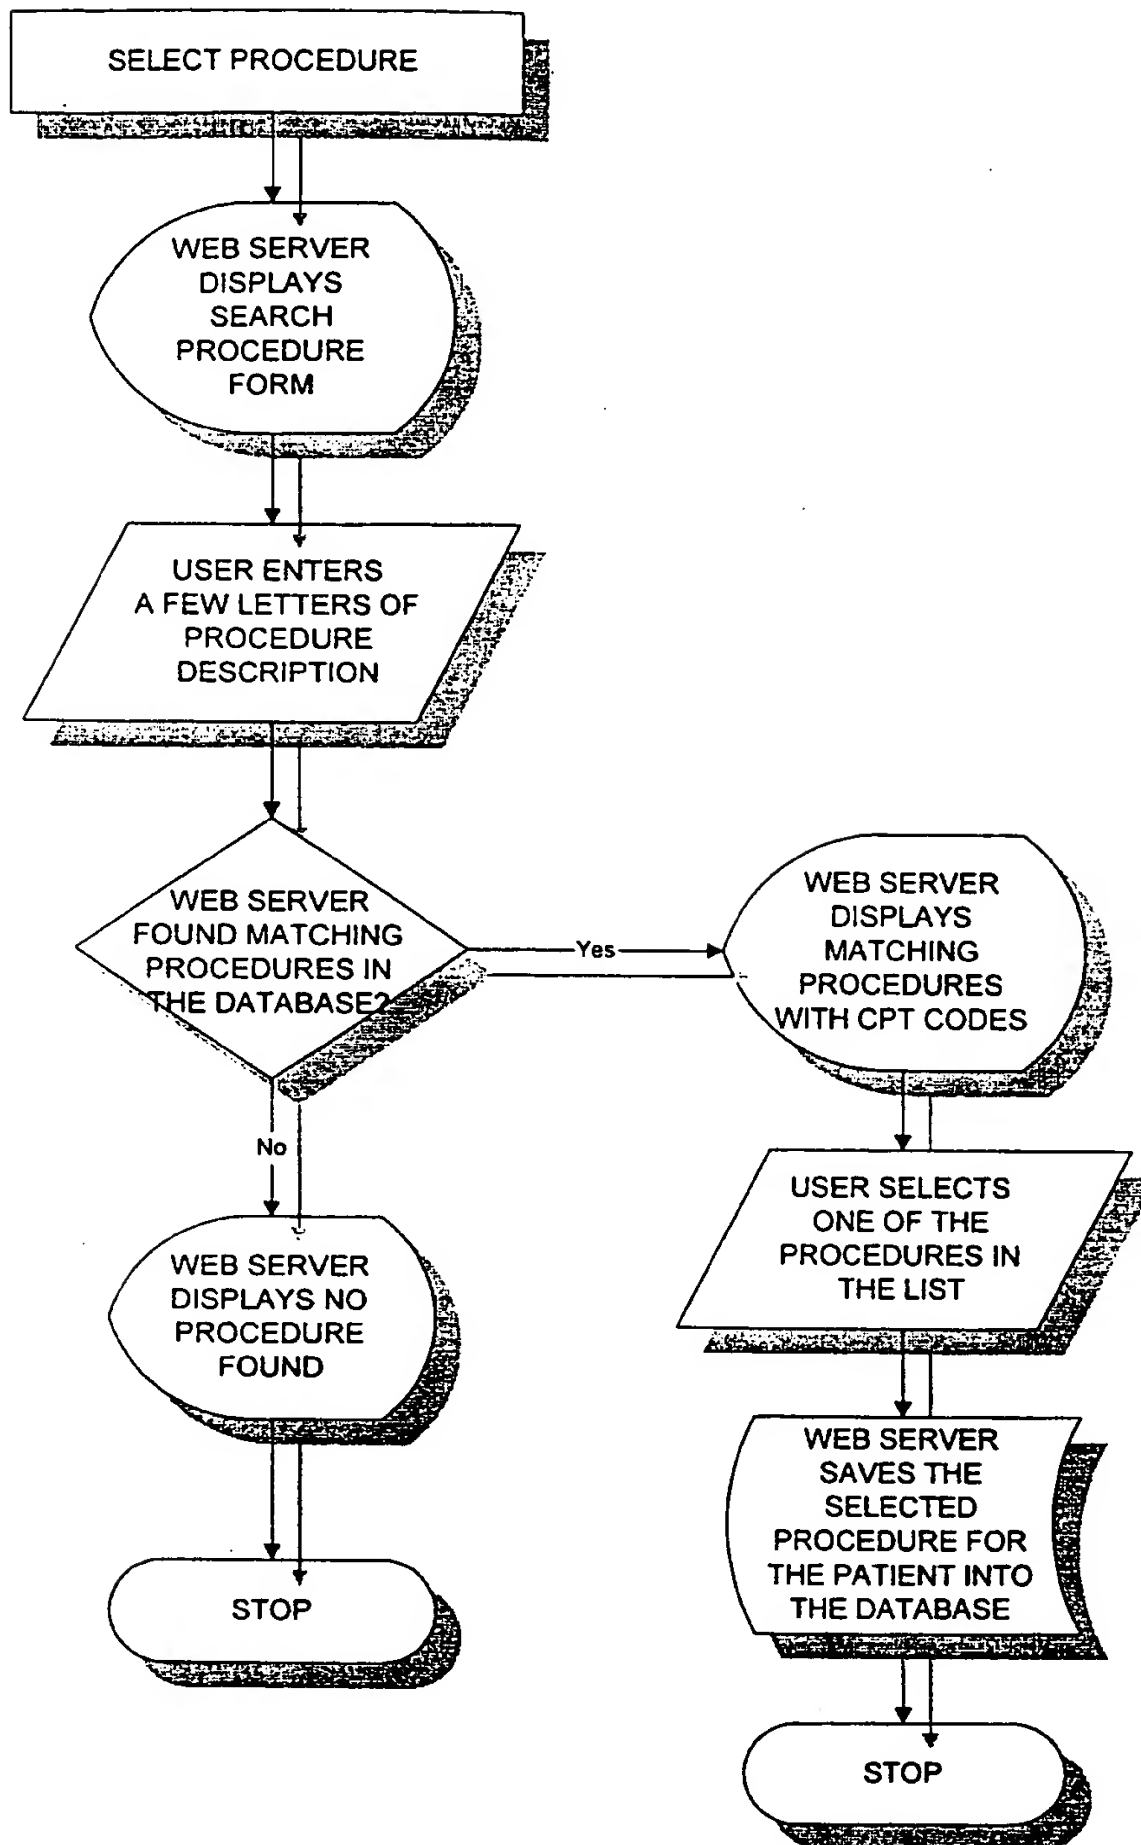 SELECT PROCEDURE
WEB SERVER
DISPLAYS
SEARCH
PROCEDURE
FORM
USER ENTERS
A FEW LETTERS OF
PROCEDURE
DESCRIPTION
WEB SERVER
FOUND MATCHING
PROCEDURES IN
THE DATABASE?
Yes
WEB SERVER
DISPLAYS
MATCHING
PROCEDURES
WITH CPT CODES
No
WEB SERVER
DISPLAYS NO
PROCEDURE
FOUND
STOP
USER SELECTS
ONE OF THE
PROCEDURES IN
THE LIST
WEB SERVER
SAVES THE
SELECTED
PROCEDURE FOR
THE PATIENT INTO
THE DATABASE
STOP